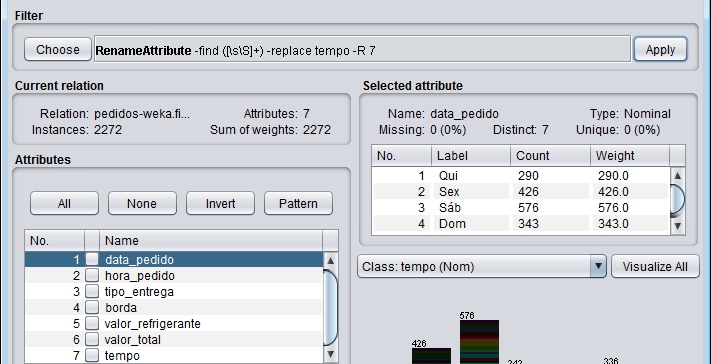 Filter
Choose RenameAttribute -find ([\s\S]+) -replace tempo -R 7 Apply
Current relation
Relation: pedidos-weka.fi... Attributes: 7
Instances: 2272 Sum of weights: 2272
Selected attribute
Name: data_pedido Type: Nominal
Missing: 0 (0%) Distinct: 7 Unique: 0 (0%)
No. Label Count Weight
1 Qui 290 290.0
2 Sex 426 426.0
3 Sáb 576 576.0
4 Dom 343 343.0
Attributes
All None Invert Pattern
No. Name
1 data_pedido
2 hora_pedido
3 tipo_entrega
4 borda
5 valor_refrigerante
6 valor_total
7 tempo
Class: tempo (Nom) Visualize All
576
426
336